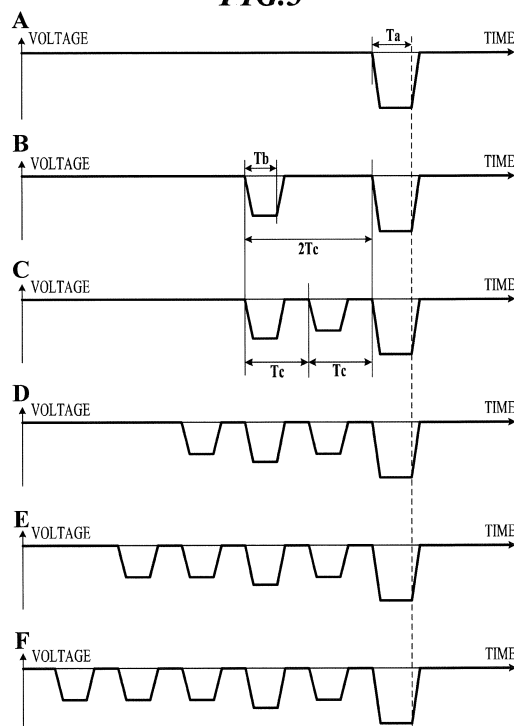 FIG.5
A
VOLTAGE
Ta
TIME
B
VOLTAGE
Tb
TIME
2Tc
C
VOLTAGE
TIME
Tc
Tc
D
VOLTAGE
TIME
E
VOLTAGE
TIME
F
VOLTAGE
TIME